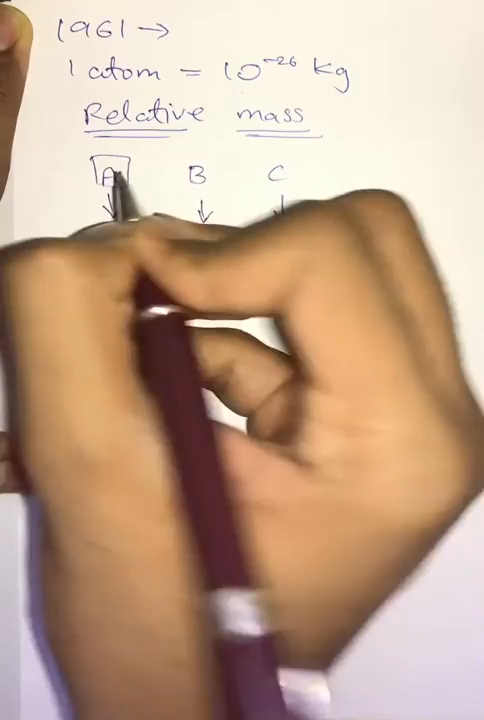 1961 →
1 atom = 10⁻²⁶ kg
Relative mass
A B C
↓ ↓ ↓